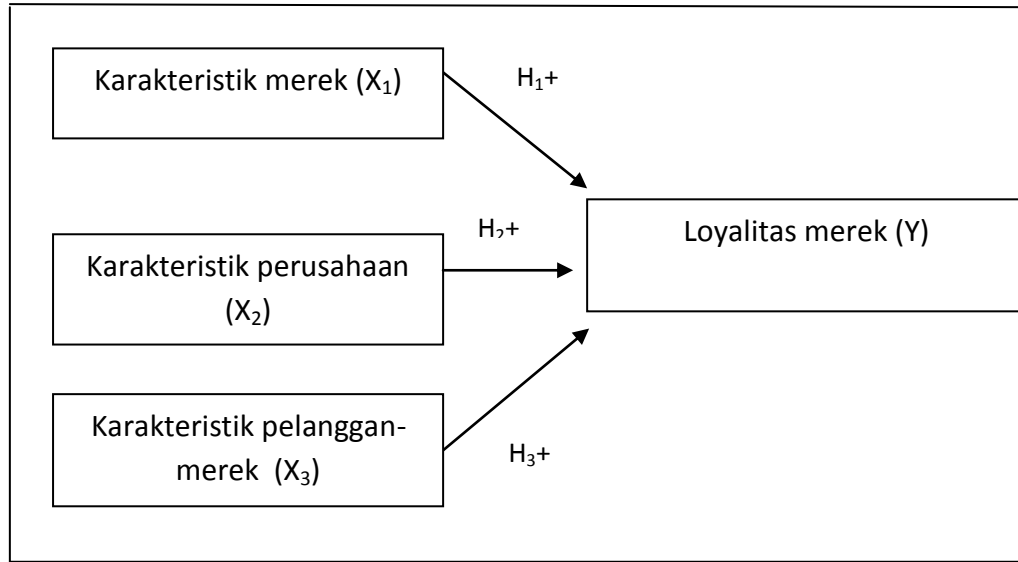 Karakteristik merek (X₁)
H₁+
Karakteristik perusahaan
(X₂)
H₂+
Loyalitas merek (Y)
Karakteristik pelanggan-
merek (X₃)
H₃+